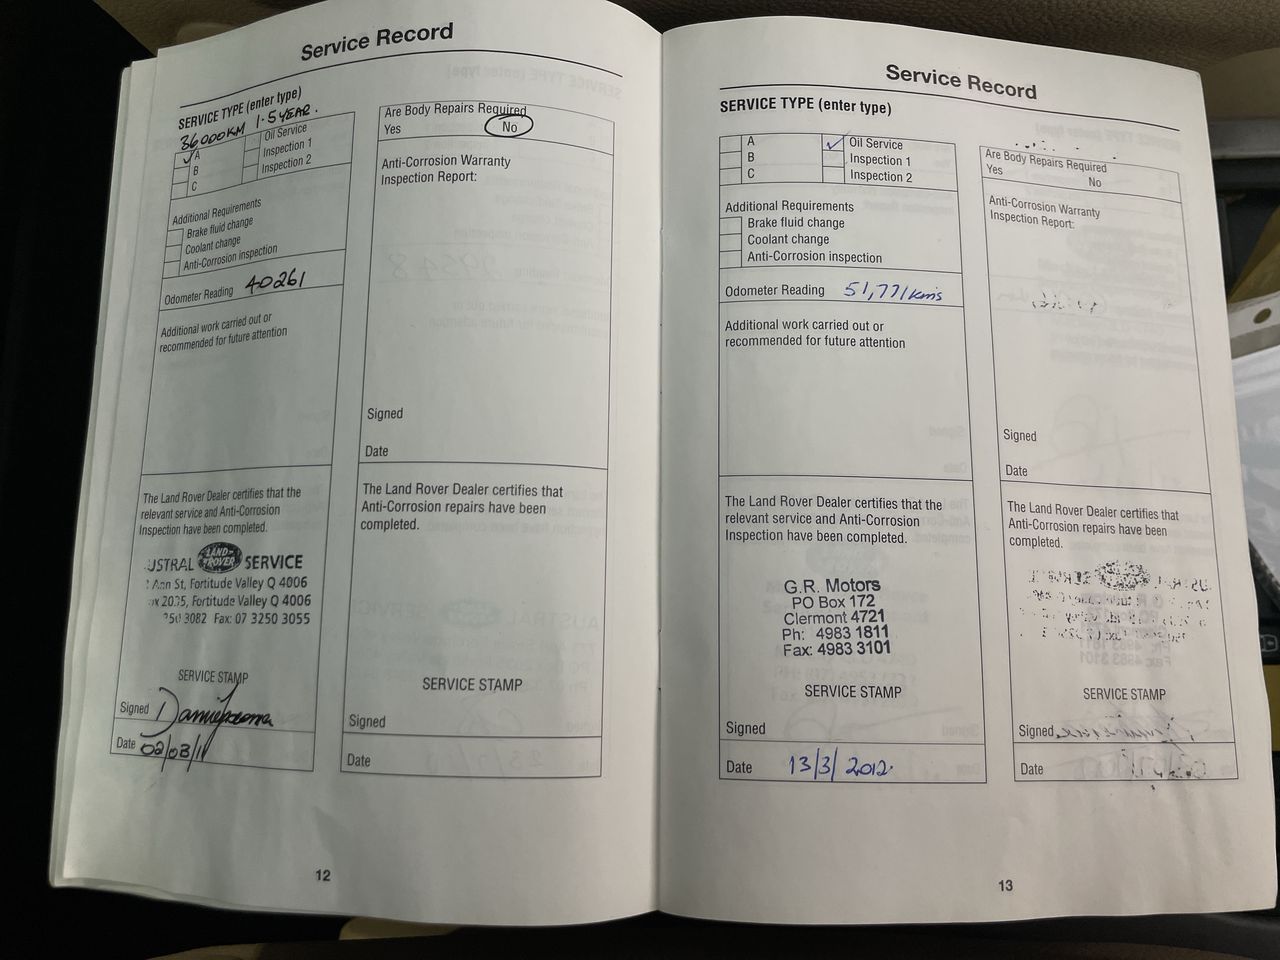 Service Record
SERVICE TYPE (enter type)
36000KM 1.5 YEAR.
✓ A
B
C
Oil Service
Inspection 1
Inspection 2
Additional Requirements
Brake fluid change
Coolant change
Anti-Corrosion inspection
Odometer Reading 40261
Additional work carried out or
recommended for future attention
The Land Rover Dealer certifies that the
relevant service and Anti-Corrosion
Inspection have been completed.
USTRAL LAND-ROVER SERVICE
Ann St, Fortitude Valley Q 4006
ox 2035, Fortitude Valley Q 4006
3082 Fax: 07 3250 3055
SERVICE STAMP
Signed
Date 02/03/11
Are Body Repairs Required
Yes No
Anti-Corrosion Warranty
Inspection Report:
Signed
Date
The Land Rover Dealer certifies that
Anti-Corrosion repairs have been
completed.
SERVICE STAMP
Signed
Date
12
Service Record
SERVICE TYPE (enter type)
A
B
C
✓ Oil Service
Inspection 1
Inspection 2
Additional Requirements
Brake fluid change
Coolant change
Anti-Corrosion inspection
Odometer Reading 51,771kms
Additional work carried out or
recommended for future attention
The Land Rover Dealer certifies that the
relevant service and Anti-Corrosion
Inspection have been completed.
G.R. Motors
PO Box 172
Clermont 4721
Ph: 4983 1811
Fax: 4983 3101
SERVICE STAMP
Signed
Date 13/3/2012
Are Body Repairs Required
Yes No
Anti-Corrosion Warranty
Inspection Report:
Signed
Date
The Land Rover Dealer certifies that
Anti-Corrosion repairs have been
completed.
SERVICE STAMP
Signed
Date
13